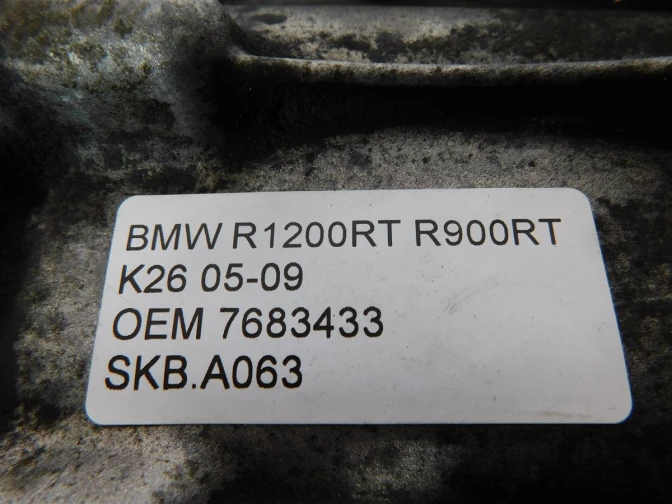 BMW R1200RT R900RT
K26 05-09
OEM 7683433
SKB.A063